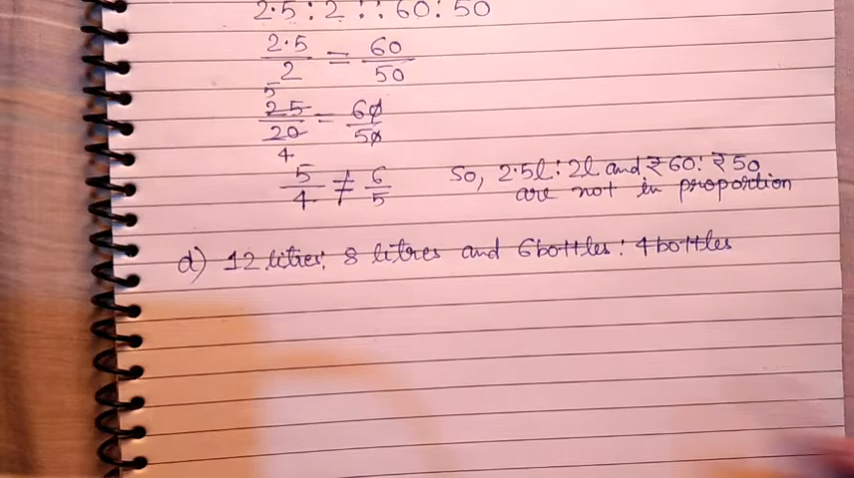 2.5 : 2 :: 60 : 50
2.5/2 = 60/50
5
25/20 = 60/50
4
5/4 ≠ 6/5 So, 2.5l : 2l and ₹60 : ₹50
are not in proportion
d) 12 litres : 8 litres and 6 bottles : 4 bottles